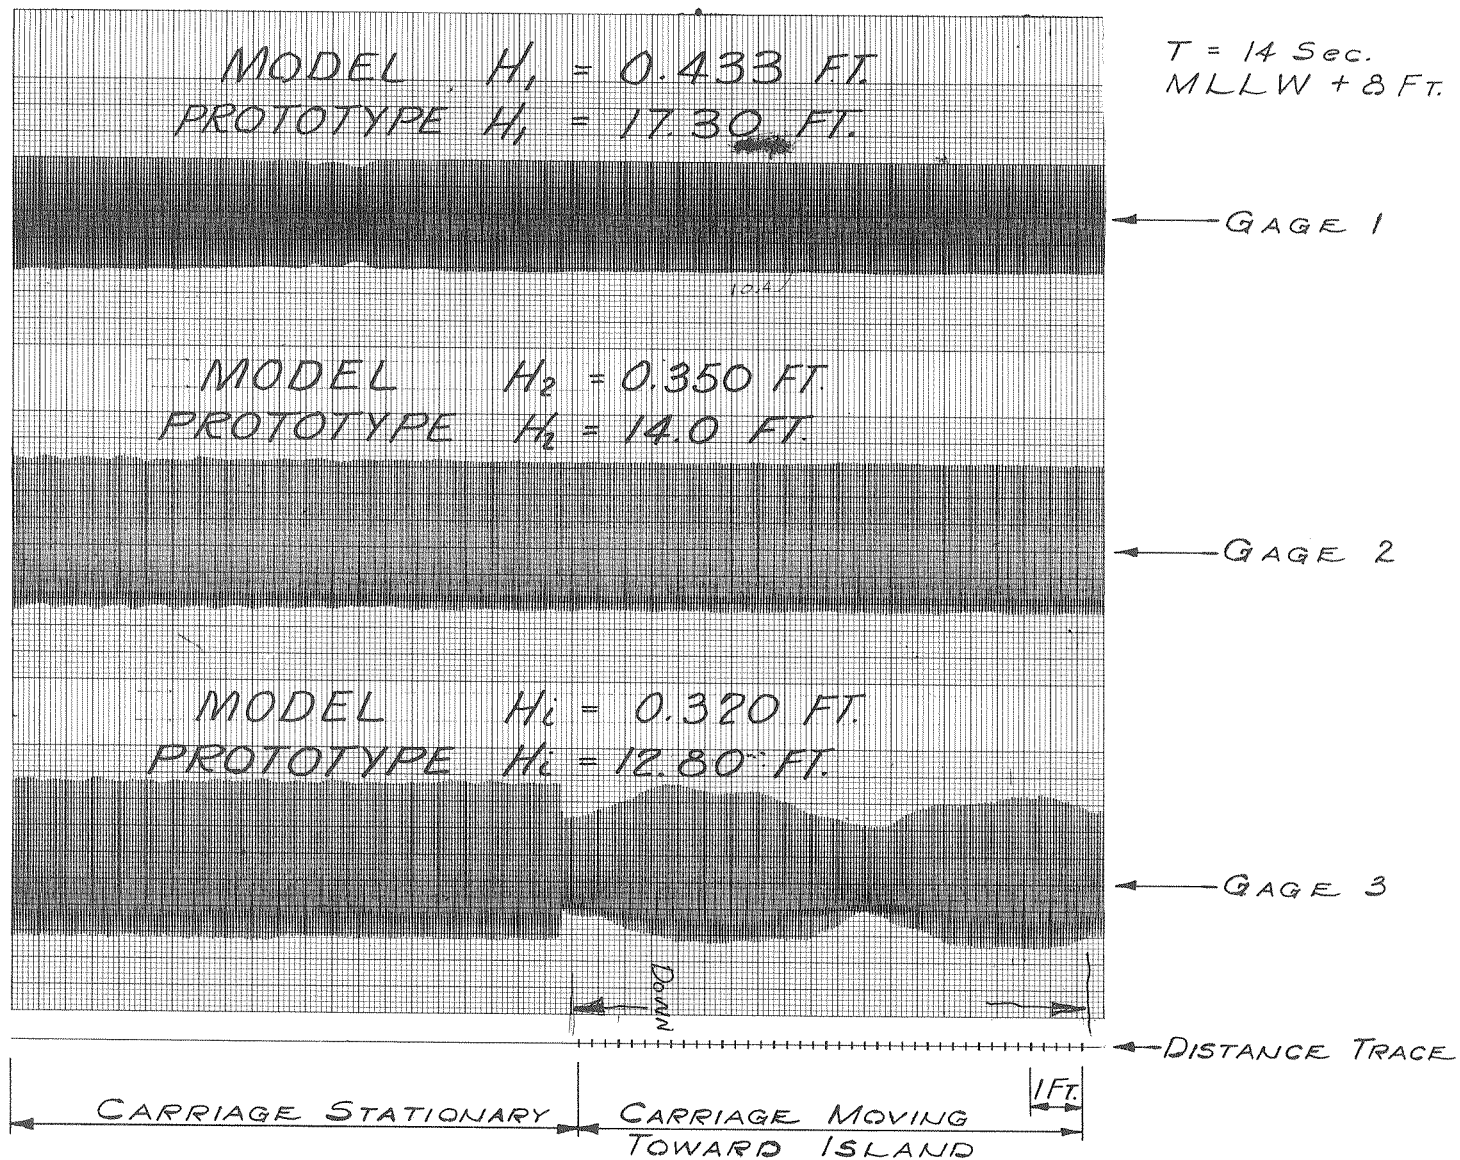 MODEL H₁ = 0.433 FT.
PROTOTYPE H₁ = 17.30 FT.
T = 14 Sec.
MLLW + 8 FT.
GAGE 1
10.4
MODEL H₂ = 0.350 FT.
PROTOTYPE H₂ = 14.0 FT.
GAGE 2
MODEL Hi = 0.320 FT.
PROTOTYPE Hi = 12.80 FT.
GAGE 3
DOWN
DISTANCE TRACE
1 FT.
CARRIAGE STATIONARY
CARRIAGE MOVING
TOWARD ISLAND